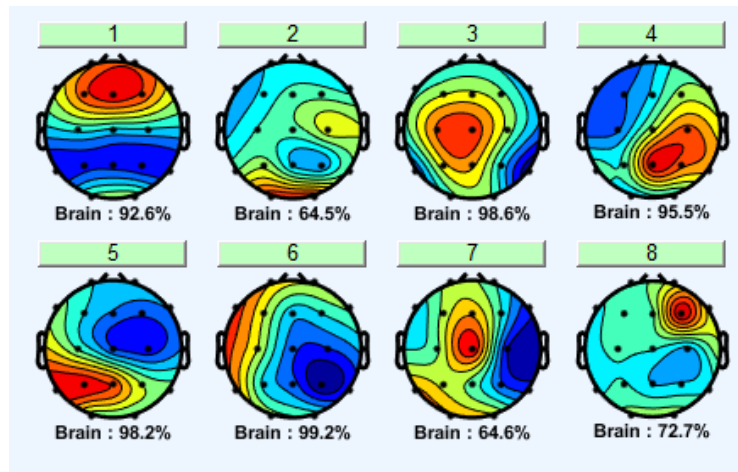 1 2 3 4
Brain : 92.6% Brain : 64.5% Brain : 98.6% Brain : 95.5%
5 6 7 8
Brain : 98.2% Brain : 99.2% Brain : 64.6% Brain : 72.7%